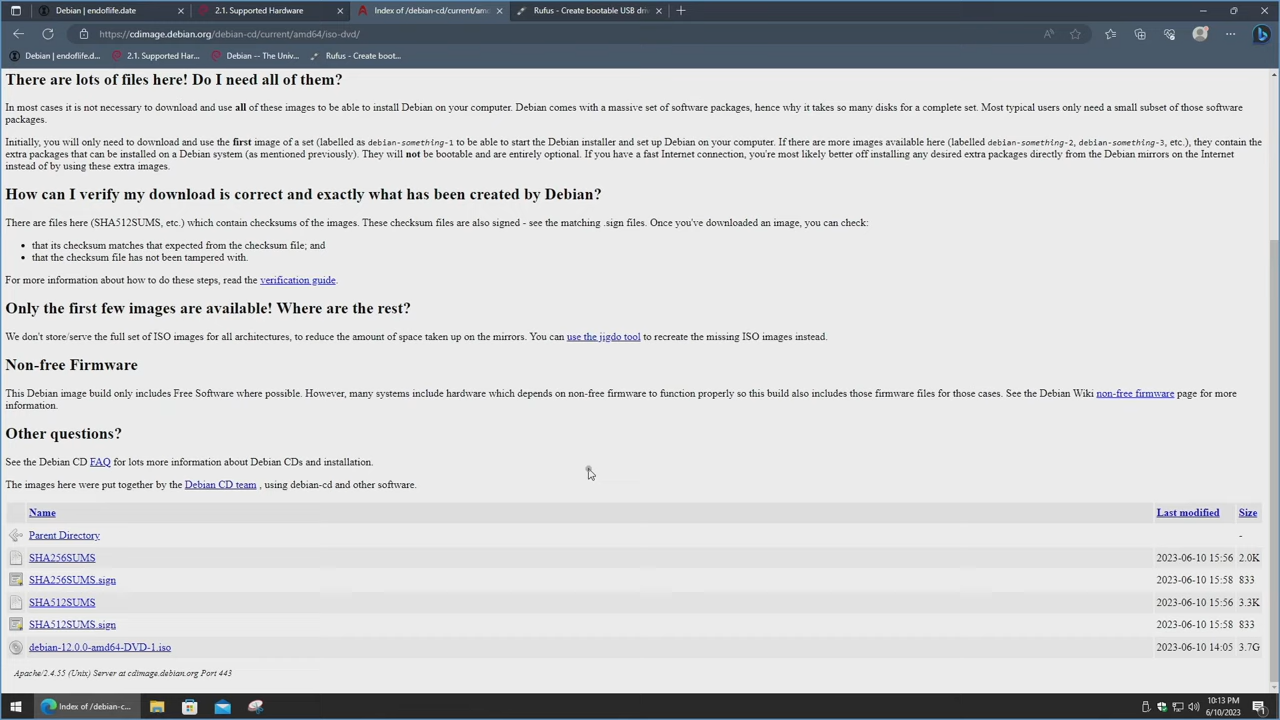 Debian | endoflife.date
2.1. Supported Hardware
Index of /debian-cd/current/amd
Rufus - Create bootable USB dri
https://cdimage.debian.org/debian-cd/current/amd64/iso-dvd/
Debian | endoflife.d...
2.1. Supported Har...
Debian -- The Univ...
Rufus - Create boot...
There are lots of files here! Do I need all of them?
In most cases it is not necessary to download and use all of these images to be able to install Debian on your computer. Debian comes with a massive set of software packages, hence why it takes so many disks for a complete set. Most typical users only need a small subset of those software
packages.
Initially, you will only need to download and use the first image of a set (labelled as debian-something-1 to be able to start the Debian installer and set up Debian on your computer. If there are more images available here (labelled debian-something-2, debian-something-3, etc.), they contain the
extra packages that can be installed on a Debian system (as mentioned previously). They will not be bootable and are entirely optional. If you have a fast Internet connection, you're most likely better off installing any desired extra packages directly from the Debian mirrors on the Internet
instead of by using these extra images.
How can I verify my download is correct and exactly what has been created by Debian?
There are files here (SHA512SUMS, etc.) which contain checksums of the images. These checksum files are also signed - see the matching .sign files. Once you've downloaded an image, you can check:
that its checksum matches that expected from the checksum file; and
that the checksum file has not been tampered with.
For more information about how to do these steps, read the verification guide.
Only the first few images are available! Where are the rest?
We don't store/serve the full set of ISO images for all architectures, to reduce the amount of space taken up on the mirrors. You can use the jigdo tool to recreate the missing ISO images instead.
Non-free Firmware
This Debian image build only includes Free Software where possible. However, many systems include hardware which depends on non-free firmware to function properly so this build also includes those firmware files for those cases. See the Debian Wiki non-free firmware page for more
information.
Other questions?
See the Debian CD FAQ for lots more information about Debian CDs and installation.
The images here were put together by the Debian CD team , using debian-cd and other software.
Name Last modified Size
Parent Directory -
SHA256SUMS 2023-06-10 15:56 2.0K
SHA256SUMS.sign 2023-06-10 15:58 833
SHA512SUMS 2023-06-10 15:56 3.3K
SHA512SUMS.sign 2023-06-10 15:58 833
debian-12.0.0-amd64-DVD-1.iso 2023-06-10 14:05 3.7G
Apache/2.4.55 (Unix) Server at cdimage.debian.org Port 443
Index of /debian-c...
10:13 PM
6/10/2023
1